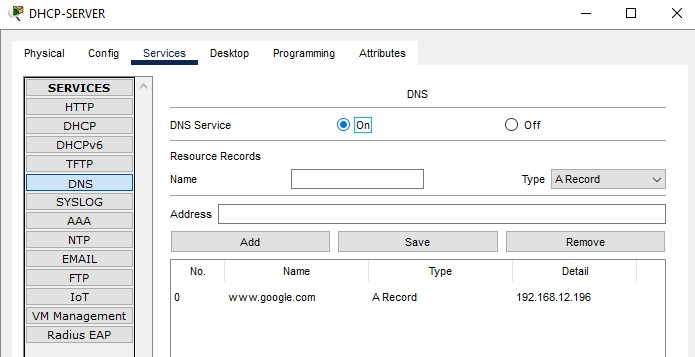 DHCP-SERVER
Physical Config Services Desktop Programming Attributes
SERVICES
HTTP
DHCP
DHCPv6
TFTP
DNS
SYSLOG
AAA
NTP
EMAIL
FTP
IoT
VM Management
Radius EAP
DNS
DNS Service On Off
Resource Records
Name Type A Record
Address
Add Save Remove
No. Name Type Detail
0 www.google.com A Record 192.168.12.196